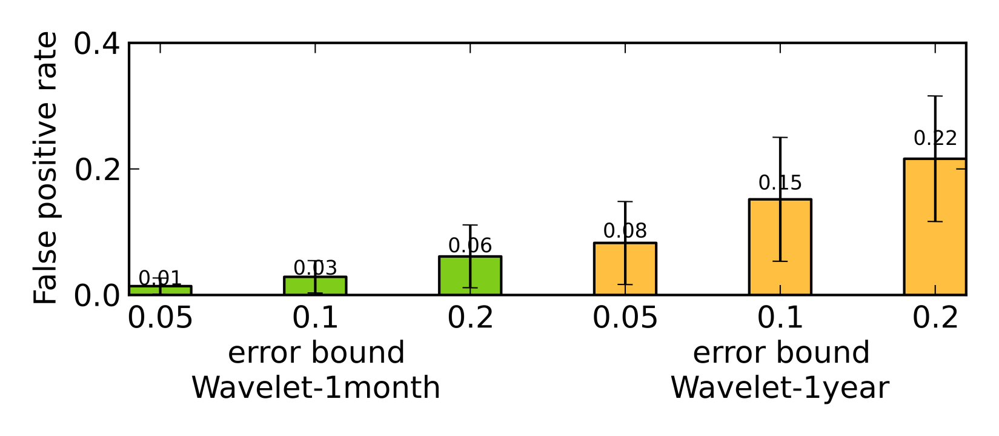 False positive rate
0.4
0.2
0.0
0.01
0.03
0.06
0.08
0.15
0.22
0.05 0.1 0.2 0.05 0.1 0.2
error bound error bound
Wavelet-1month Wavelet-1year